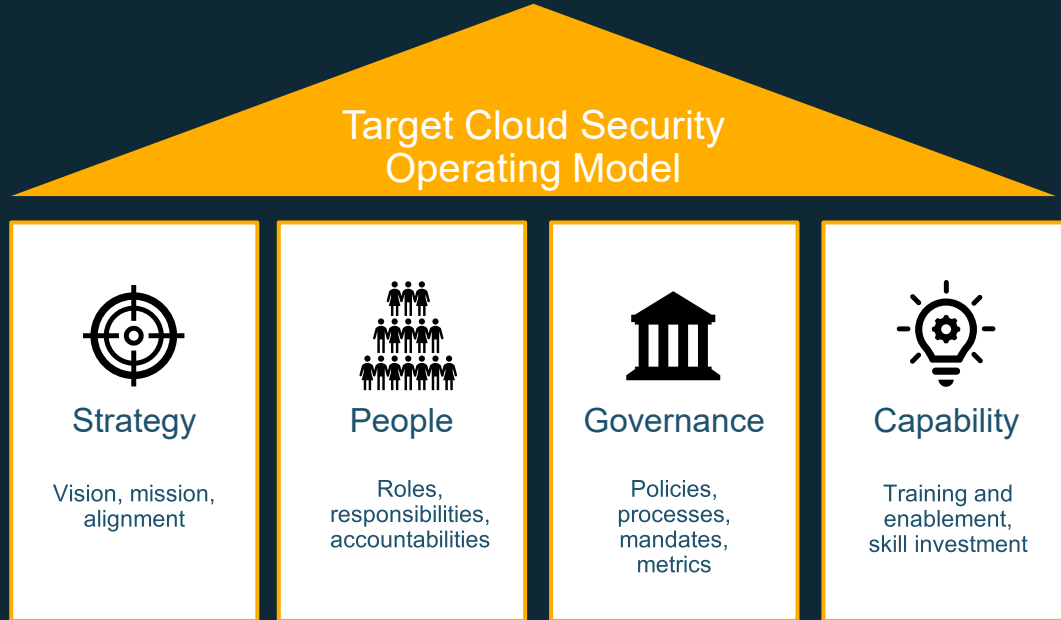 Target Cloud Security
Operating Model
Strategy
Vision, mission,
alignment
People
Roles,
responsibilities,
accountabilities
Governance
Policies,
processes,
mandates,
metrics
Capability
Training and
enablement,
skill investment